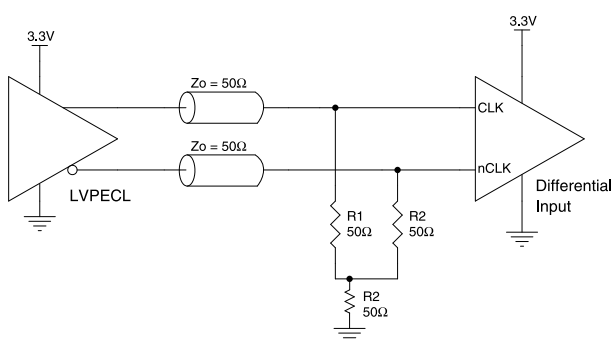 3.3V
3.3V
Zo = 50Ω
CLK
Zo = 50Ω
nCLK
LVPECL
Differential
Input
R1
50Ω
R2
50Ω
R2
50Ω